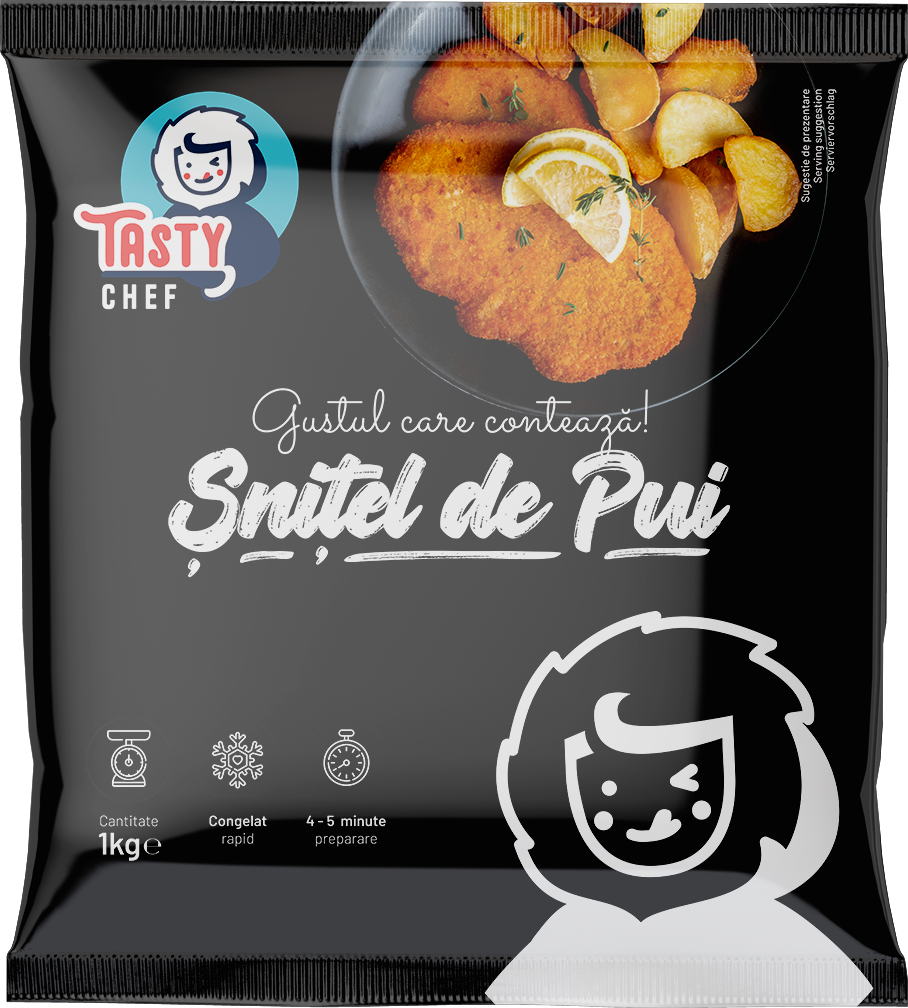 Sugestie de prezentare
Serving suggestion
Serviervorschlag
TASTY
CHEF
Gustul care contează!
Șnițel de Pui
Cantitate
1kg℮
Congelat
rapid
4 - 5 minute
preparare